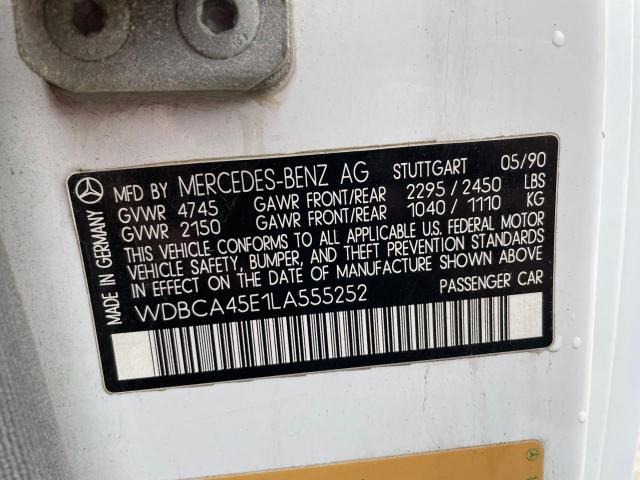 MFD BY MERCEDES-BENZ AG STUTTGART 05/90
GVWR 4745 GAWR FRONT/REAR 2295/2450 LBS
GVWR 2150 GAWR FRONT/REAR 1040/1110 KG
THIS VEHICLE CONFORMS TO ALL APPLICABLE U.S. FEDERAL MOTOR
VEHICLE SAFETY, BUMPER, AND THEFT PREVENTION STANDARDS
IN EFFECT ON THE DATE OF MANUFACTURE SHOWN ABOVE.
WDBCA45E1LA555252 PASSENGER CAR
MADE IN GERMANY